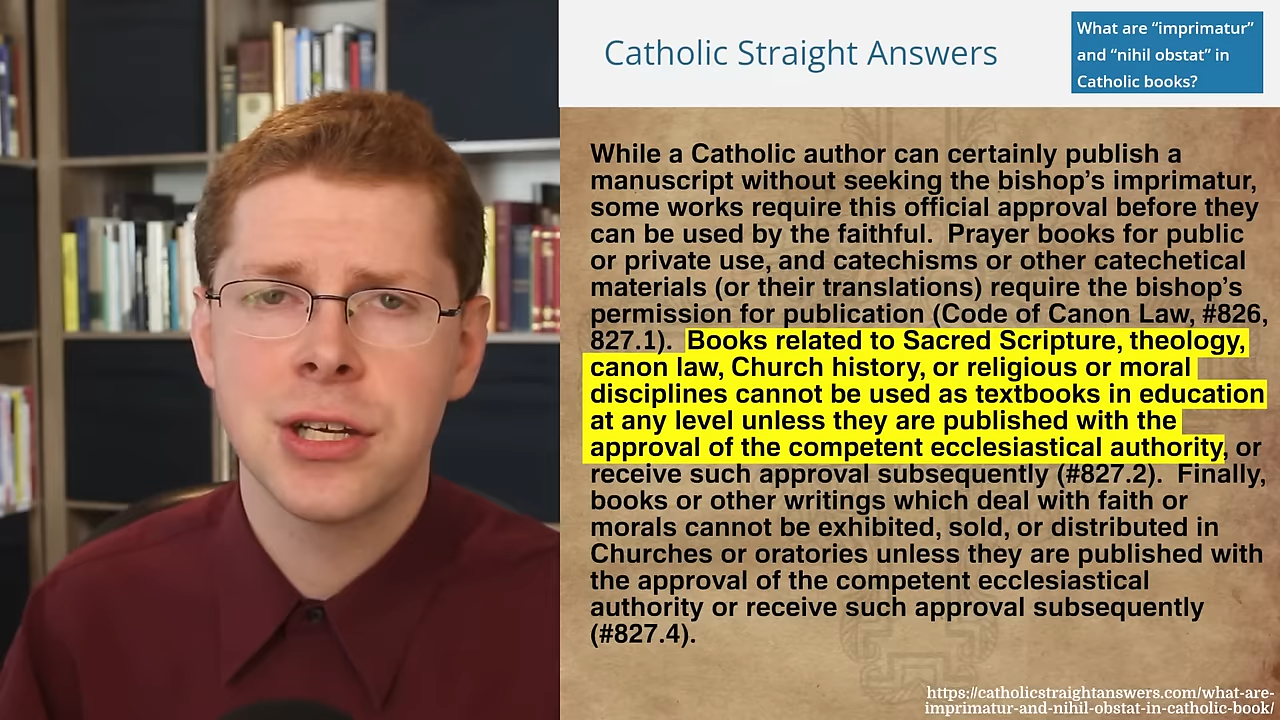 Catholic Straight Answers
What are “imprimatur”
and “nihil obstat” in
Catholic books?
While a Catholic author can certainly publish a
manuscript without seeking the bishop’s imprimatur,
some works require this official approval before they
can be used by the faithful.  Prayer books for public
or private use, and catechisms or other catechetical
materials (or their translations) require the bishop’s
permission for publication (Code of Canon Law, #826,
827.1).  Books related to Sacred Scripture, theology,
canon law, Church history, or religious or moral
disciplines cannot be used as textbooks in education
at any level unless they are published with the
approval of the competent ecclesiastical authority, or
receive such approval subsequently (#827.2).  Finally,
books or other writings which deal with faith or
morals cannot be exhibited, sold, or distributed in
Churches or oratories unless they are published with
the approval of the competent ecclesiastical
authority or receive such approval subsequently
(#827.4).
https://catholicstraightanswers.com/what-are-
imprimatur-and-nihil-obstat-in-catholic-book/